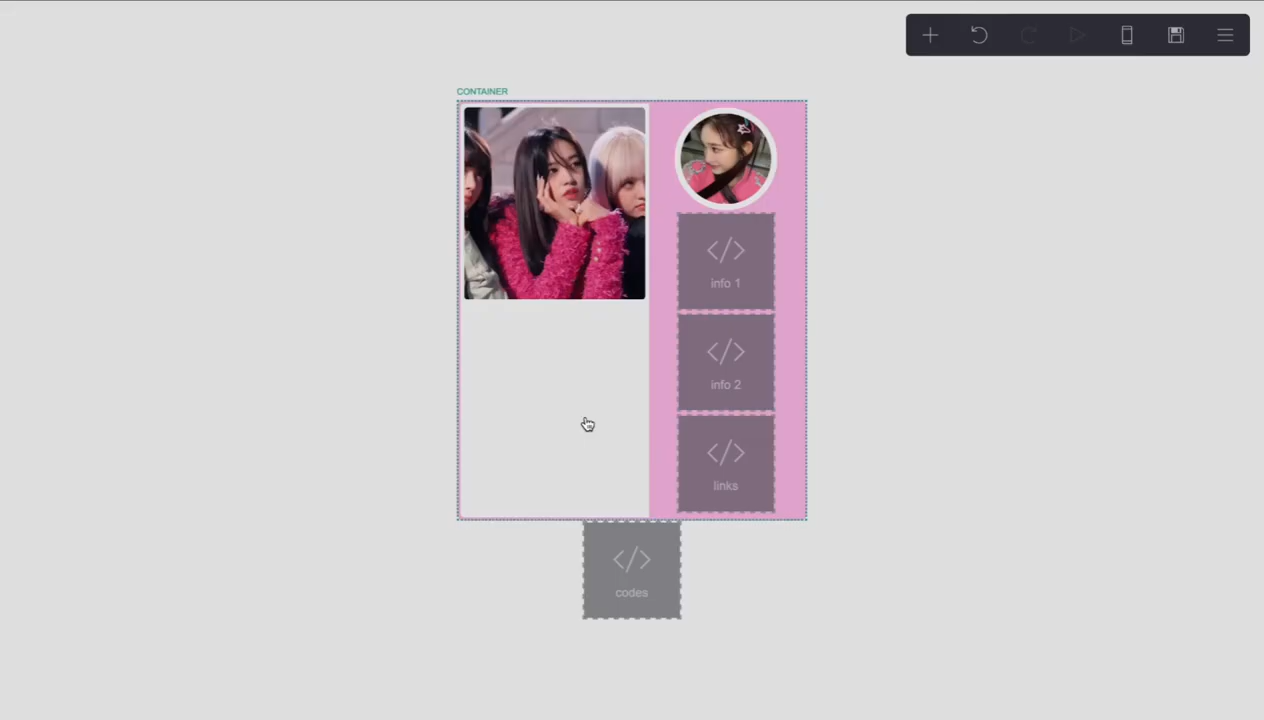 CONTAINER
</>
info 1
</>
info 2
</>
links
</>
codes